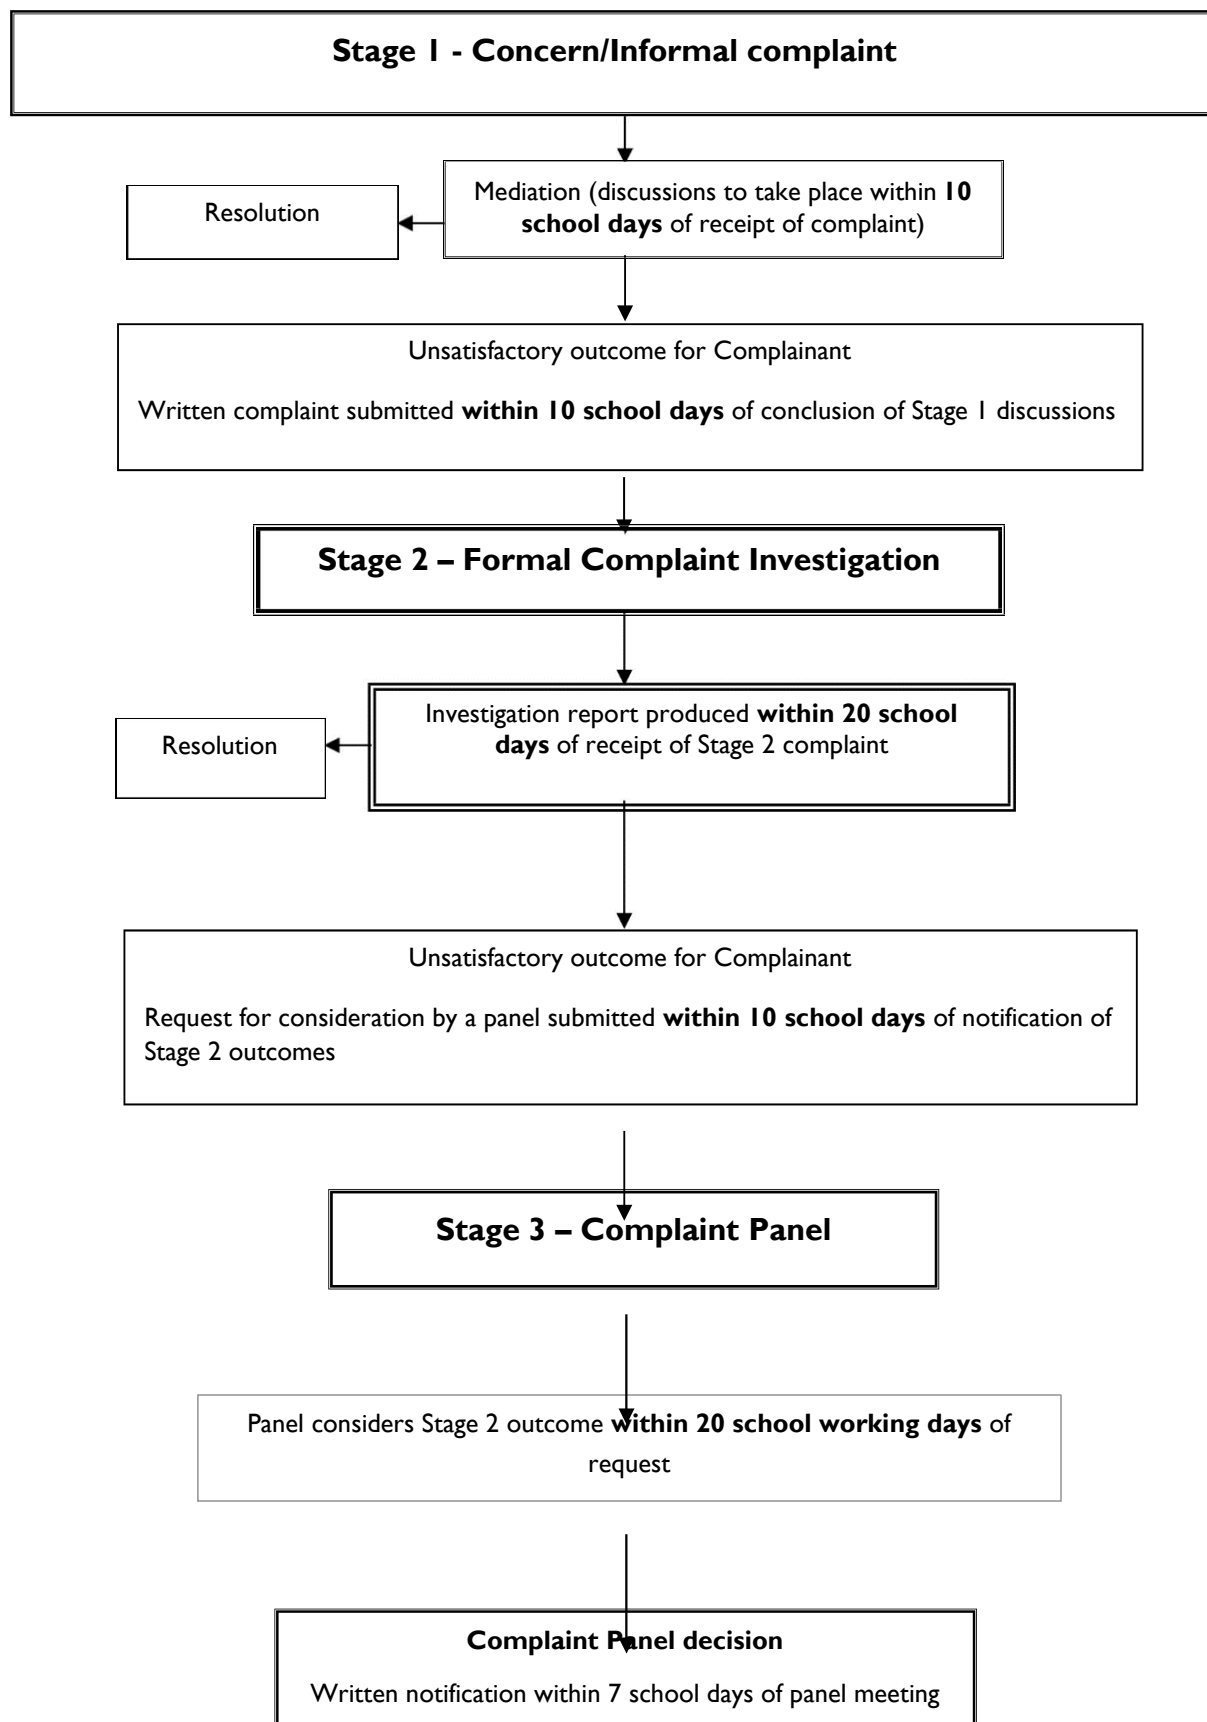 Stage 1 - Concern/Informal complaint
Mediation (discussions to take place within 10
school days of receipt of complaint)
Resolution
Unsatisfactory outcome for Complainant
Written complaint submitted within 10 school days of conclusion of Stage 1 discussions
Stage 2 – Formal Complaint Investigation
Investigation report produced within 20 school
days of receipt of Stage 2 complaint
Resolution
Unsatisfactory outcome for Complainant
Request for consideration by a panel submitted within 10 school days of notification of
Stage 2 outcomes
Stage 3 – Complaint Panel
Panel considers Stage 2 outcome within 20 school working days of
request
Complaint Panel decision
Written notification within 7 school days of panel meeting